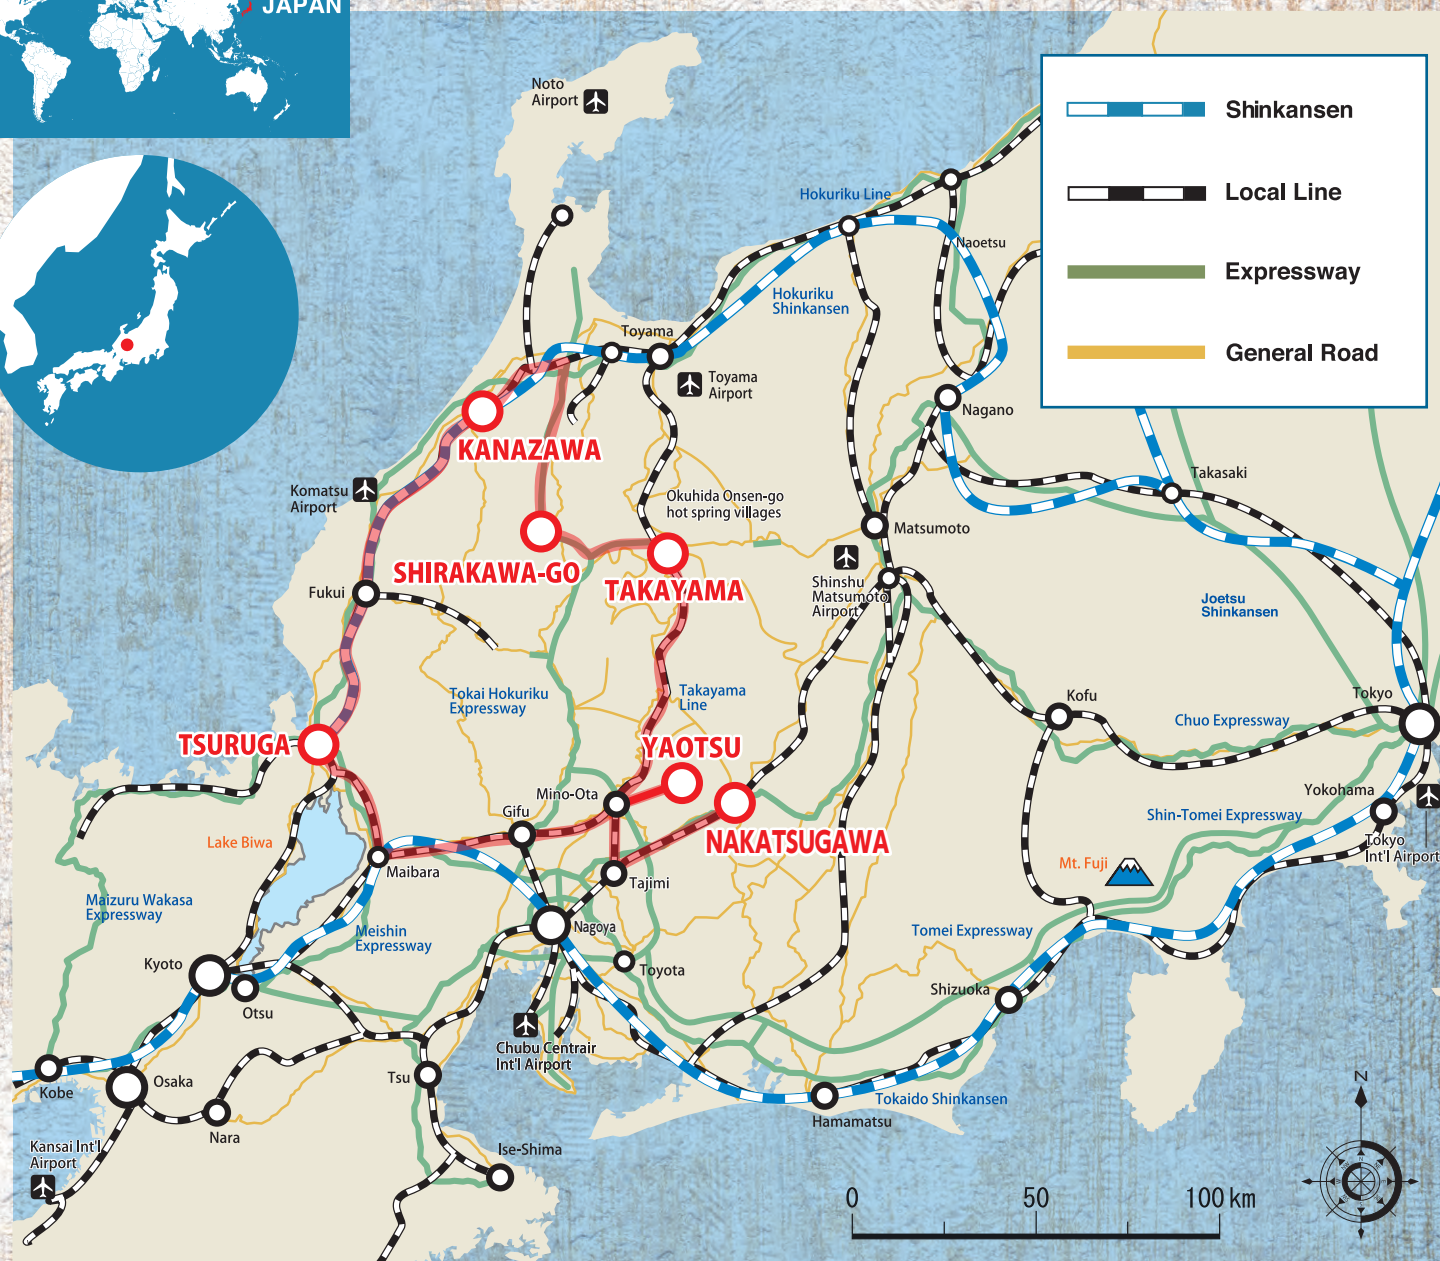 JAPAN
Noto
Airport
Shinkansen
Local Line
Expressway
General Road
Hokuriku Line
Naoetsu
Hokuriku
Shinkansen
Toyama
Toyama
Airport
Nagano
KANAZAWA
Takasaki
Komatsu
Airport
Okuhida Onsen-go
hot spring villages
Matsumoto
SHIRAKAWA-GO
TAKAYAMA
Shinshu
Matsumoto
Airport
Fukui
Joetsu
Shinkansen
Tokai Hokuriku
Expressway
Takayama
Line
Kofu
Tokyo
Chuo Expressway
TSURUGA
YAOTSU
Mino-Ota
Yokohama
Gifu
Shin-Tomei Expressway
NAKATSUGAWA
Lake Biwa
Tokyo
Int'l Airport
Mt. Fuji
Maibara
Tajimi
Maizuru Wakasa
Expressway
Meishin
Expressway
Nagoya
Tomei Expressway
Kyoto
Toyota
Shizuoka
Otsu
Chubu Centrair
Int'l Airport
Tsu
Osaka
Kobe
Tokaido Shinkansen
Hamamatsu
Nara
Kansai Int'l
Airport
Ise-Shima
N
0 50 100 km